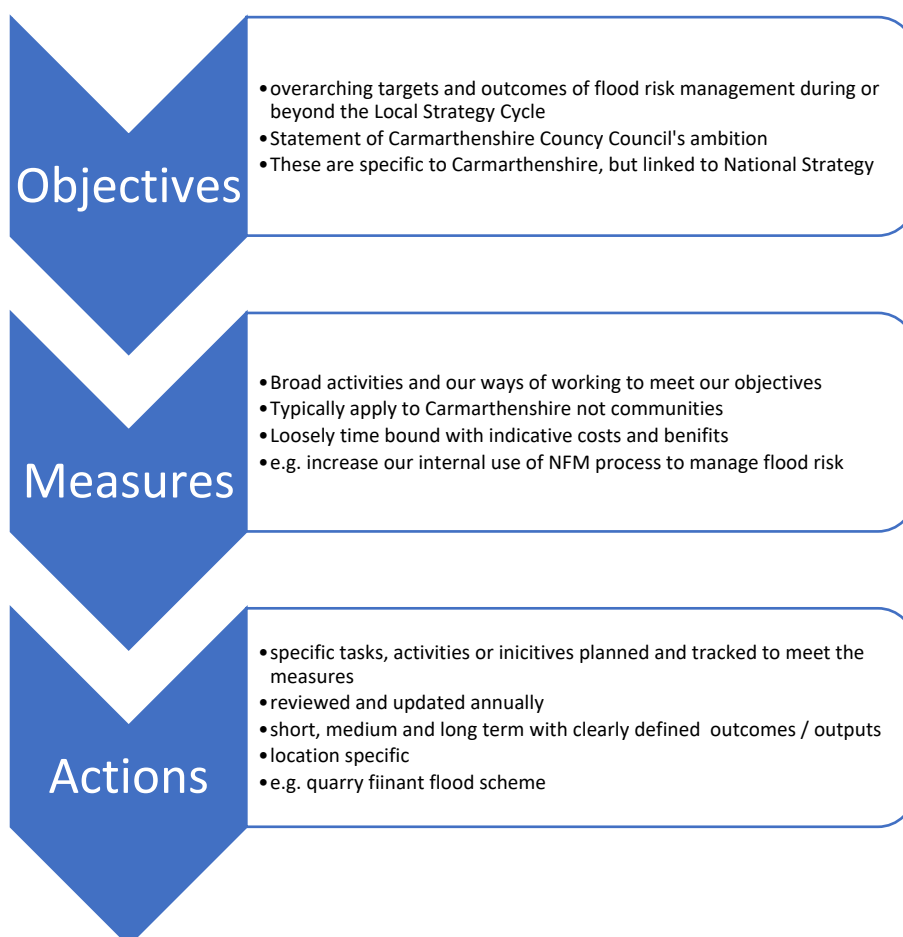 Objectives
•overarching targets and outcomes of flood risk management during or
beyond the Local Strategy Cycle
•Statement of Carmarthenshire Councy Council's ambition
•These are specific to Carmarthenshire, but linked to National Strategy
Measures
•Broad activities and our ways of working to meet our objectives
•Typically apply to Carmarthenshire not communities
•Loosely time bound with indicative costs and benifits
•e.g. increase our internal use of NFM process to manage flood risk
Actions
•specific tasks, activities or inicitives planned and tracked to meet the
measures
•reviewed and updated annually
•short, medium and long term with clearly defined outcomes / outputs
•location specific
•e.g. quarry fiinant flood scheme